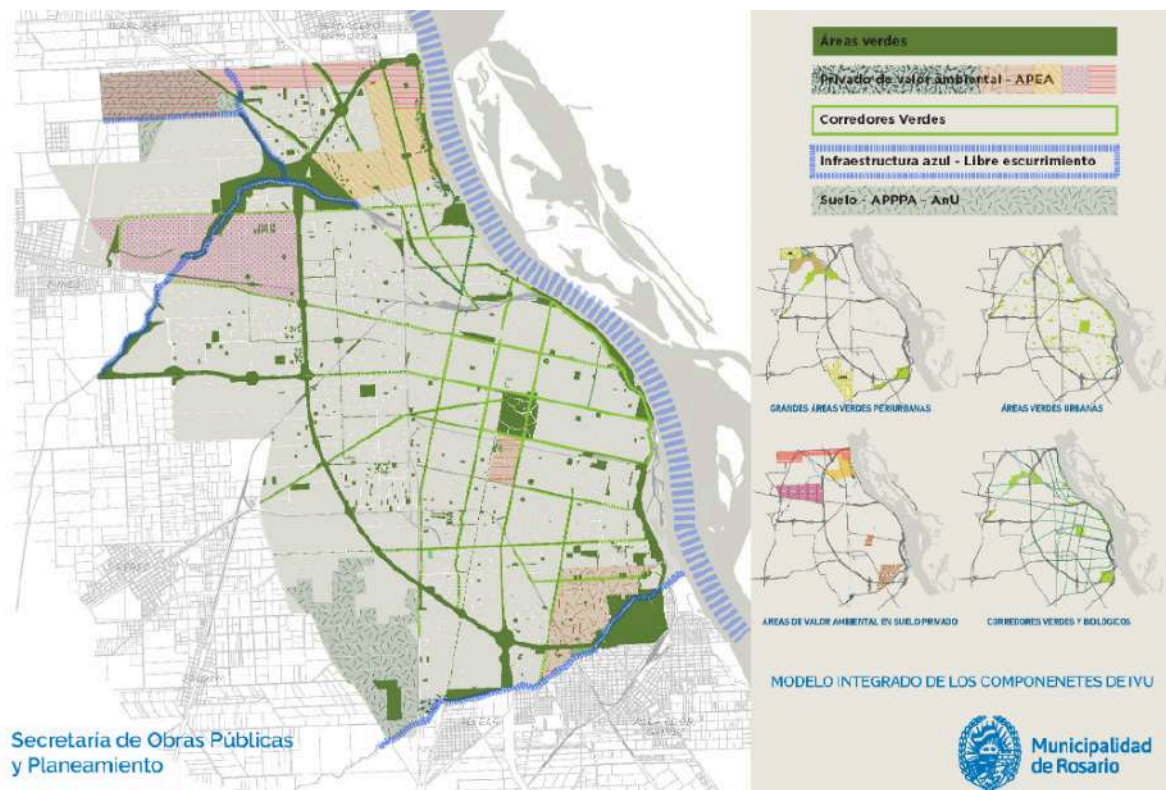 Áreas verdes
Privado de valor ambiental - APEA
Corredores Verdes
Infraestructura azul - Libre escurrimiento
Suelo - APPPA - AnU
GRANDES ÁREAS VERDES PERIURBANAS
ÁREAS VERDES URBANAS
ÁREAS DE VALOR AMBIENTAL EN SUELO PRIVADO
CORREDORES VERDES Y BIOLÓGICOS
MODELO INTEGRADO DE LOS COMPONENETES DE IVU
Secretaría de Obras Públicas
y Planeamiento
Municipalidad
de Rosario